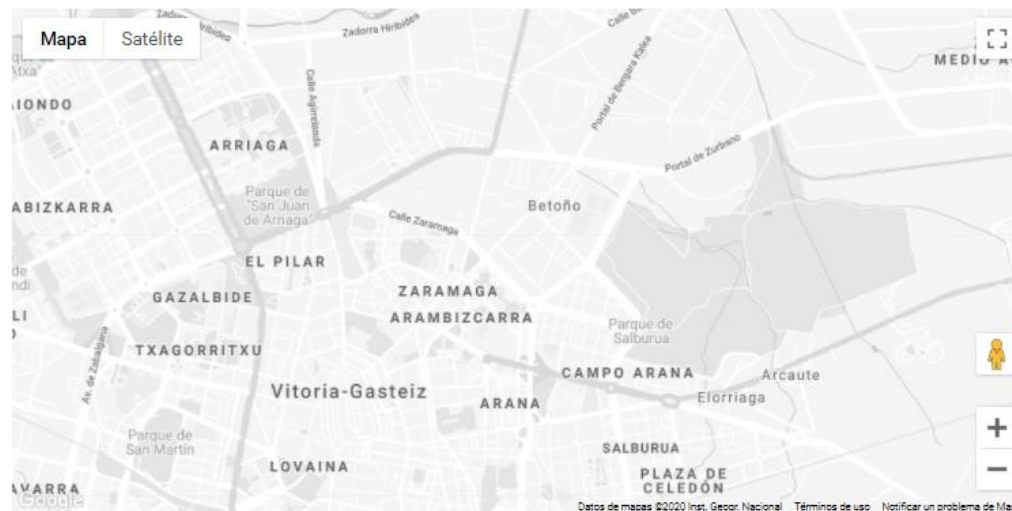 Mapa
Satélite
Zadorra Hiribidea
Zadorra Hiribidea
MEDIO
Calle Agirrelanda
Portal de Bergara Kalea
ARRIAGA
Portal de Zurbano
Parque de
"San Juan
de Arriaga"
Betoño
ABIZKARRA
Calle Zaramaga
EL PILAR
GAZALBIDE
ZARAMAGA
ARAMBIZCARRA
Parque de
Salburua
TXAGORRITXU
Av. de Zabalgana
CAMPO ARANA
Arcaute
Vitoria-Gasteiz
ARANA
Elorriaga
Parque de
San Martín
SALBURUA
LOVAINA
PLAZA DE
CELEDÓN
Google
Datos de mapas ©2020 Inst. Geogr. Nacional
Términos de uso
Notificar un problema de Ma